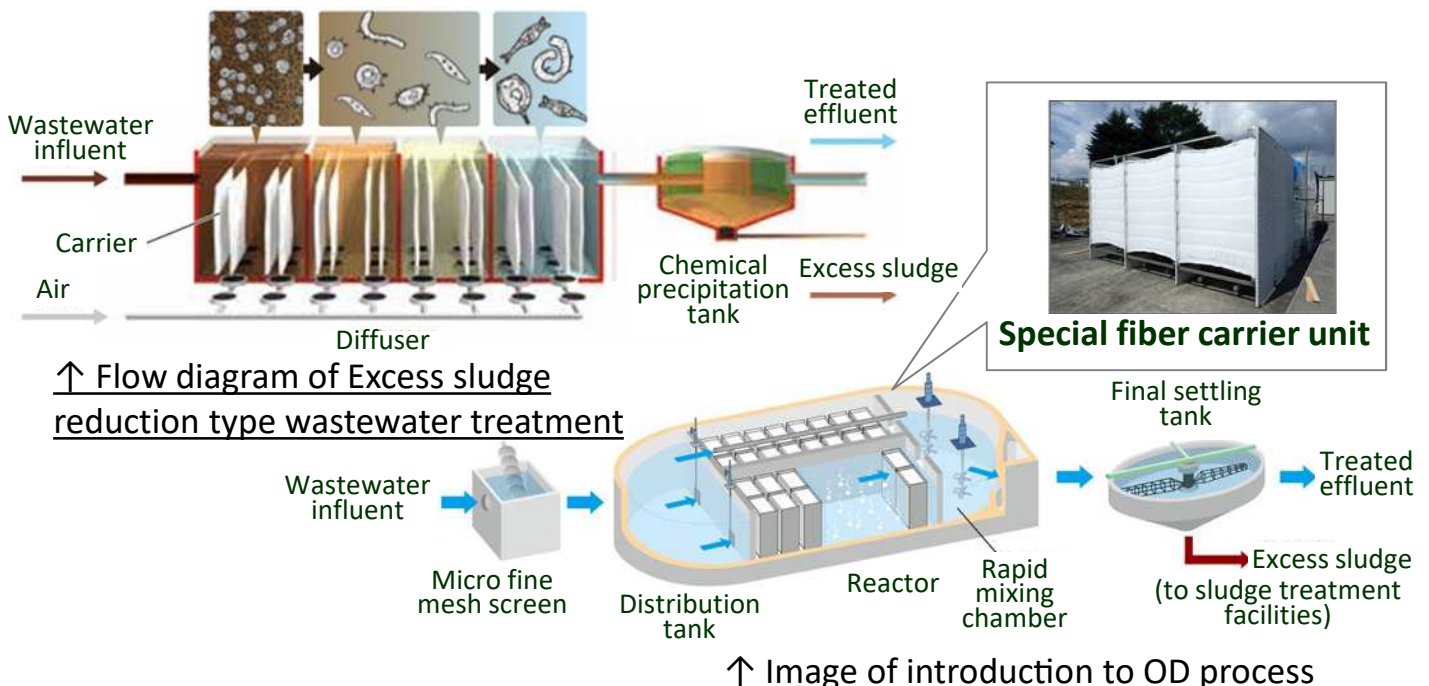 Wastewater
influent
Carrier
Air
Diffuser
Treated
effluent
Chemical
precipitation
tank
Excess sludge
Special fiber carrier unit
↑ Flow diagram of Excess sludge
reduction type wastewater treatment
Wastewater
influent
Micro fine
mesh screen
Distribution
tank
Reactor
Rapid
mixing
chamber
Final settling
tank
Treated
effluent
Excess sludge
(to sludge treatment
facilities)
↑ Image of introduction to OD process